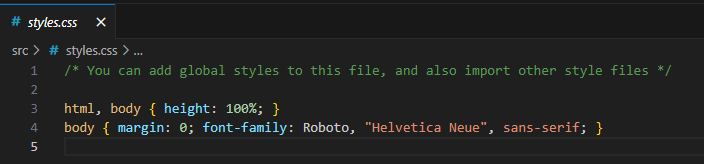 # styles.css ×
src > # styles.css > ...
1 /* You can add global styles to this file, and also import other style files */
2
3 html, body { height: 100%; }
4 body { margin: 0; font-family: Roboto, "Helvetica Neue", sans-serif; }
5